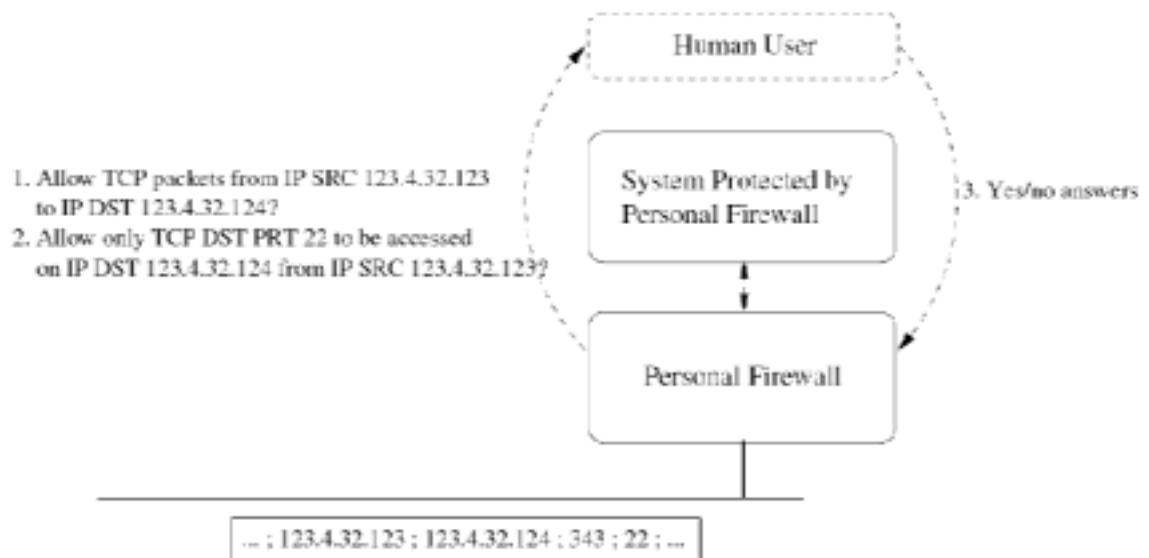 Human User
1. Allow TCP packets from IP SRC 123.4.32.123
to IP DST 123.4.32.124?
2. Allow only TCP DST PRT 22 to be accessed
on IP DST 123.4.32.124 from IP SRC 123.4.32.123?
System Protected by
Personal Firewall
3. Yes/no answers
Personal Firewall
... ; 123.4.32.123 ; 123.4.32.124 ; 343 ; 22 ; ...